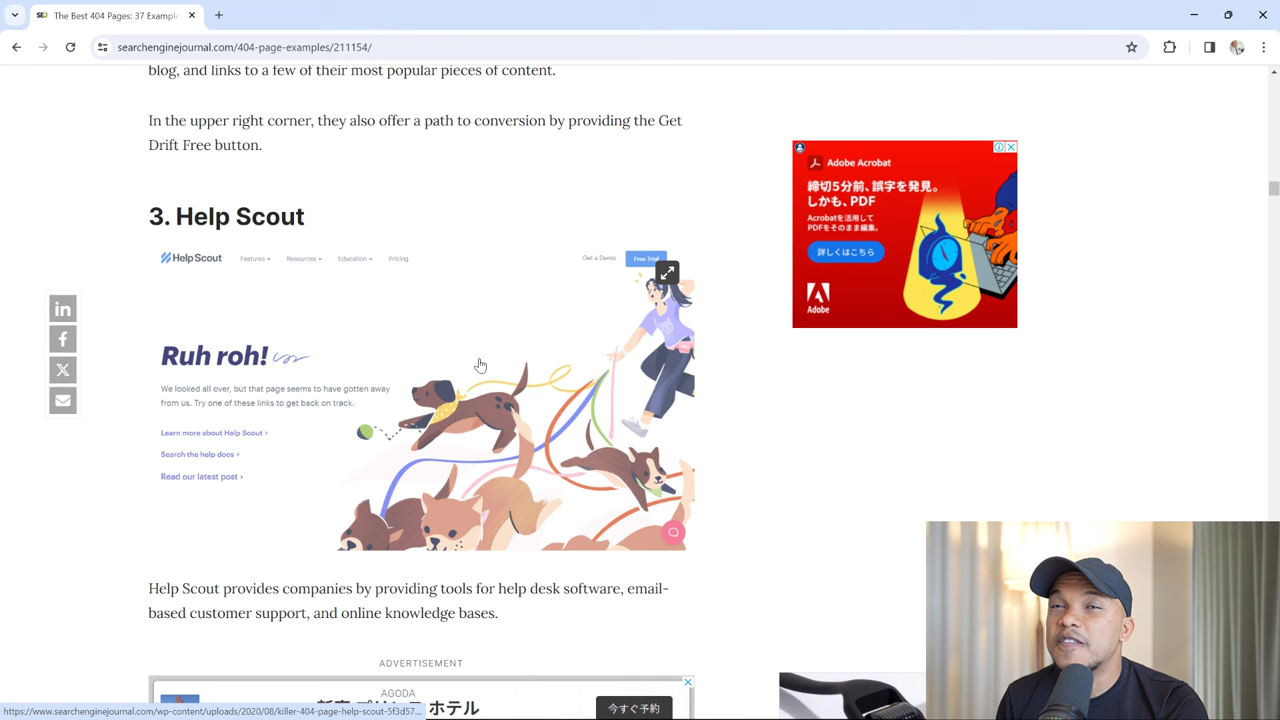 The Best 404 Pages: 37 Exampl
searchenginejournal.com/404-page-examples/211154/
blog, and links to a few of their most popular pieces of content.
In the upper right corner, they also offer a path to conversion by providing the Get
Drift Free button.
3. Help Scout
Help Scout
Features
Resources
Education
Pricing
Get a Demo
Free Trial
Ruh roh!
We looked all over, but that page seems to have gotten away
from us. Try one of these links to get back on track.
Learn more about Help Scout ›
Search the help docs ›
Read our latest post ›
Adobe Acrobat
締切5分前、誤字を発見。
しかも、PDF
Acrobatを活用して
PDFをそのまま編集。
詳しくはこちら
Adobe
Help Scout provides companies by providing tools for help desk software, email-
based customer support, and online knowledge bases.
ADVERTISEMENT
AGODA
ホテル
今すぐ予約
https://www.searchenginejournal.com/wp-content/uploads/2020/08/killer-404-page-help-scout-5f3d57...